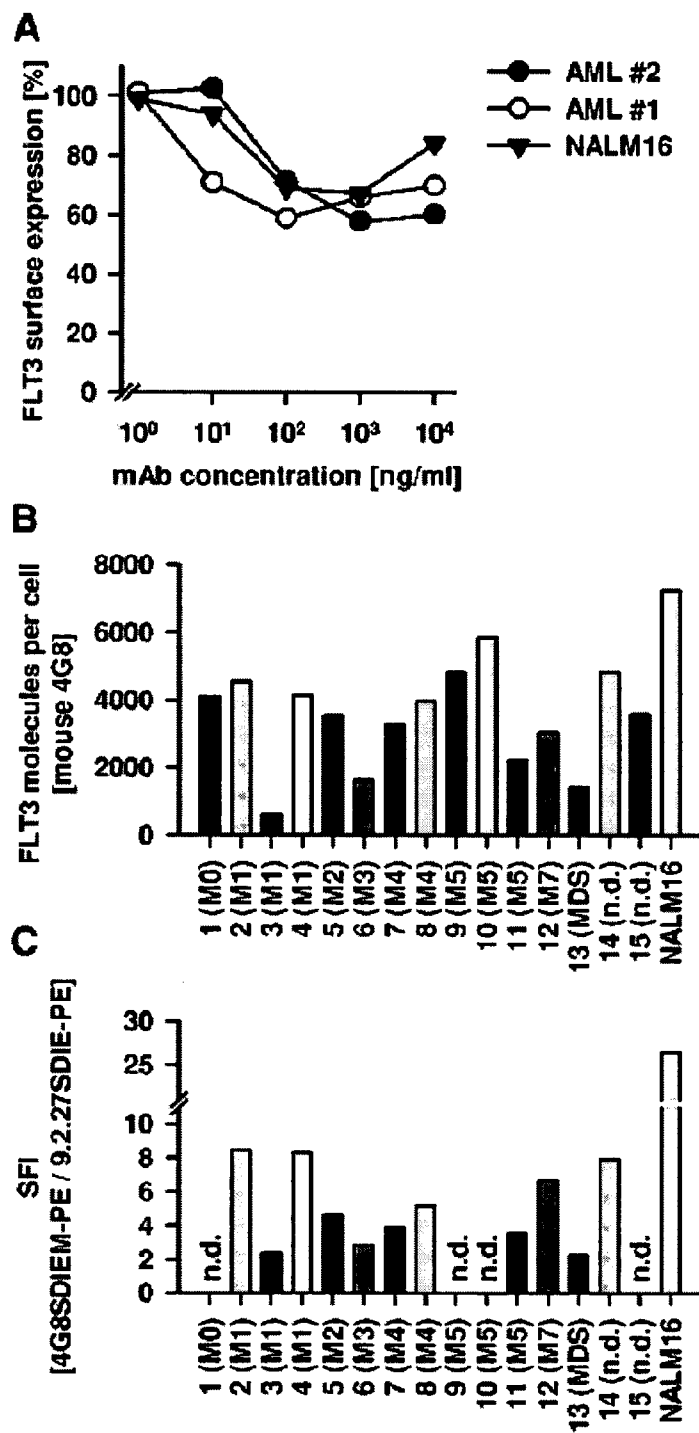 A
FLT3 surface expression [%]
100
80
60
40
20
0
10⁰ 10¹ 10² 10³ 10⁴
mAb concentration [ng/ml]
AML #2
AML #1
NALM16
B
FLT3 molecules per cell
[mouse 4G8]
8000
6000
4000
2000
0
1 (M0)
2 (M1)
3 (M1)
4 (M1)
5 (M2)
6 (M3)
7 (M4)
8 (M4)
9 (M5)
10 (M5)
11 (M5)
12 (M7)
13 (MDS)
14 (n.d.)
15 (n.d.)
NALM16
C
SFI
[4G8SDIEM-PE / 9.2.27SDIE-PE]
30
25
10
8
6
4
2
0
n.d.
n.d.
n.d.
n.d.
1 (M0)
2 (M1)
3 (M1)
4 (M1)
5 (M2)
6 (M3)
7 (M4)
8 (M4)
9 (M5)
10 (M5)
11 (M5)
12 (M7)
13 (MDS)
14 (n.d.)
15 (n.d.)
NALM16